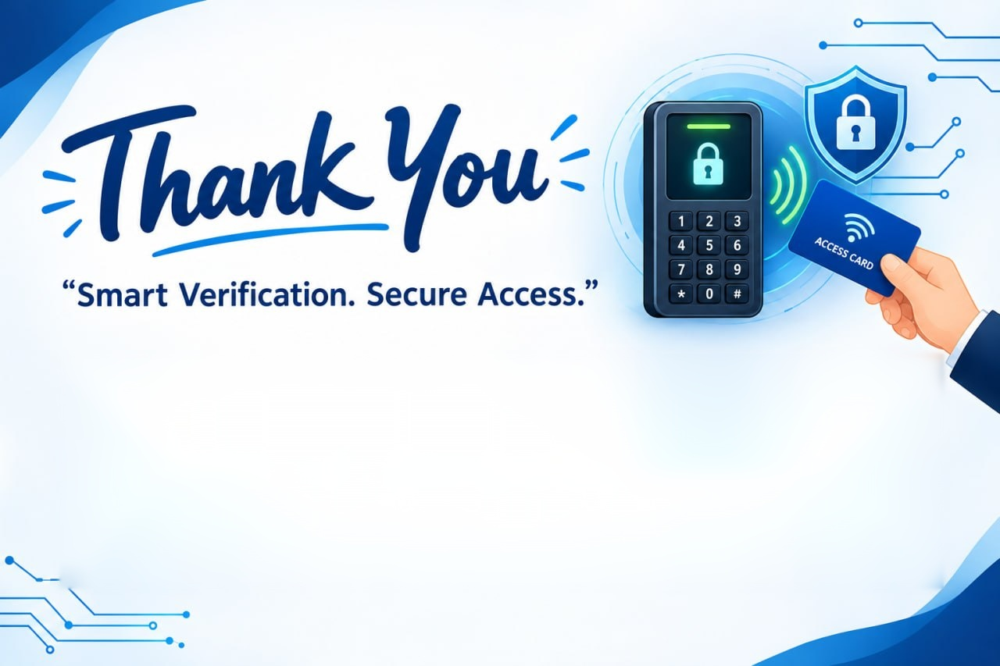 Thank You
“Smart Verification. Secure Access.”
1 2 3
4 5 6
7 8 9
* 0 #
ACCESS CARD